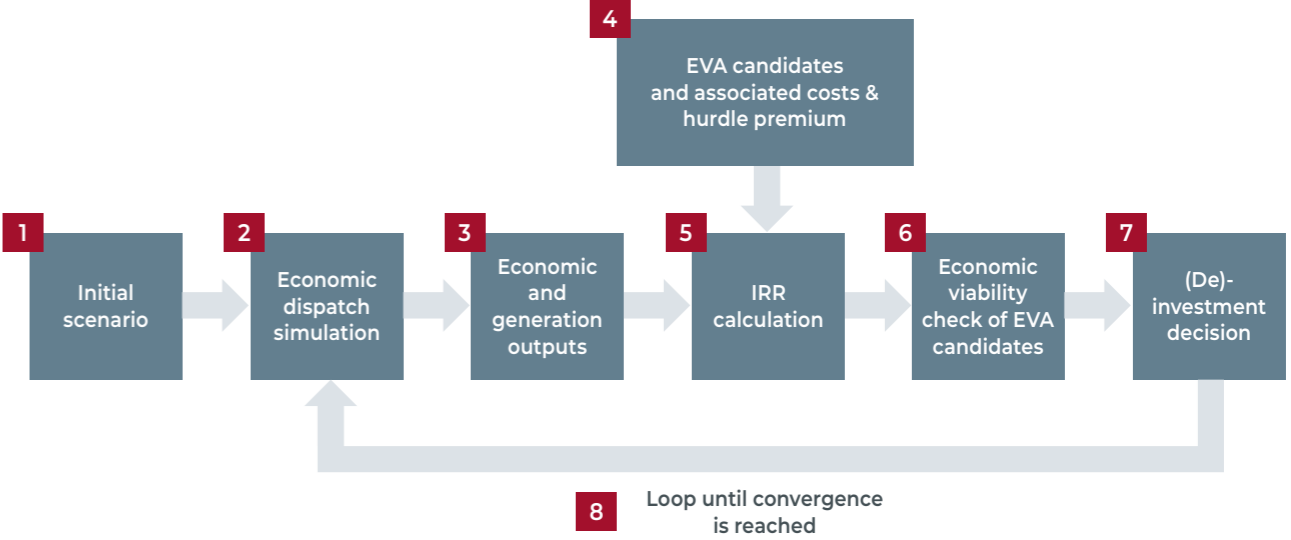 4
EVA candidates
and associated costs &
hurdle premium
1
Initial
scenario
2
Economic
dispatch
simulation
3
Economic
and
generation
outputs
5
IRR
calculation
6
Economic
viability
check of EVA
candidates
7
(De)-
investment
decision
8
Loop until convergence
is reached